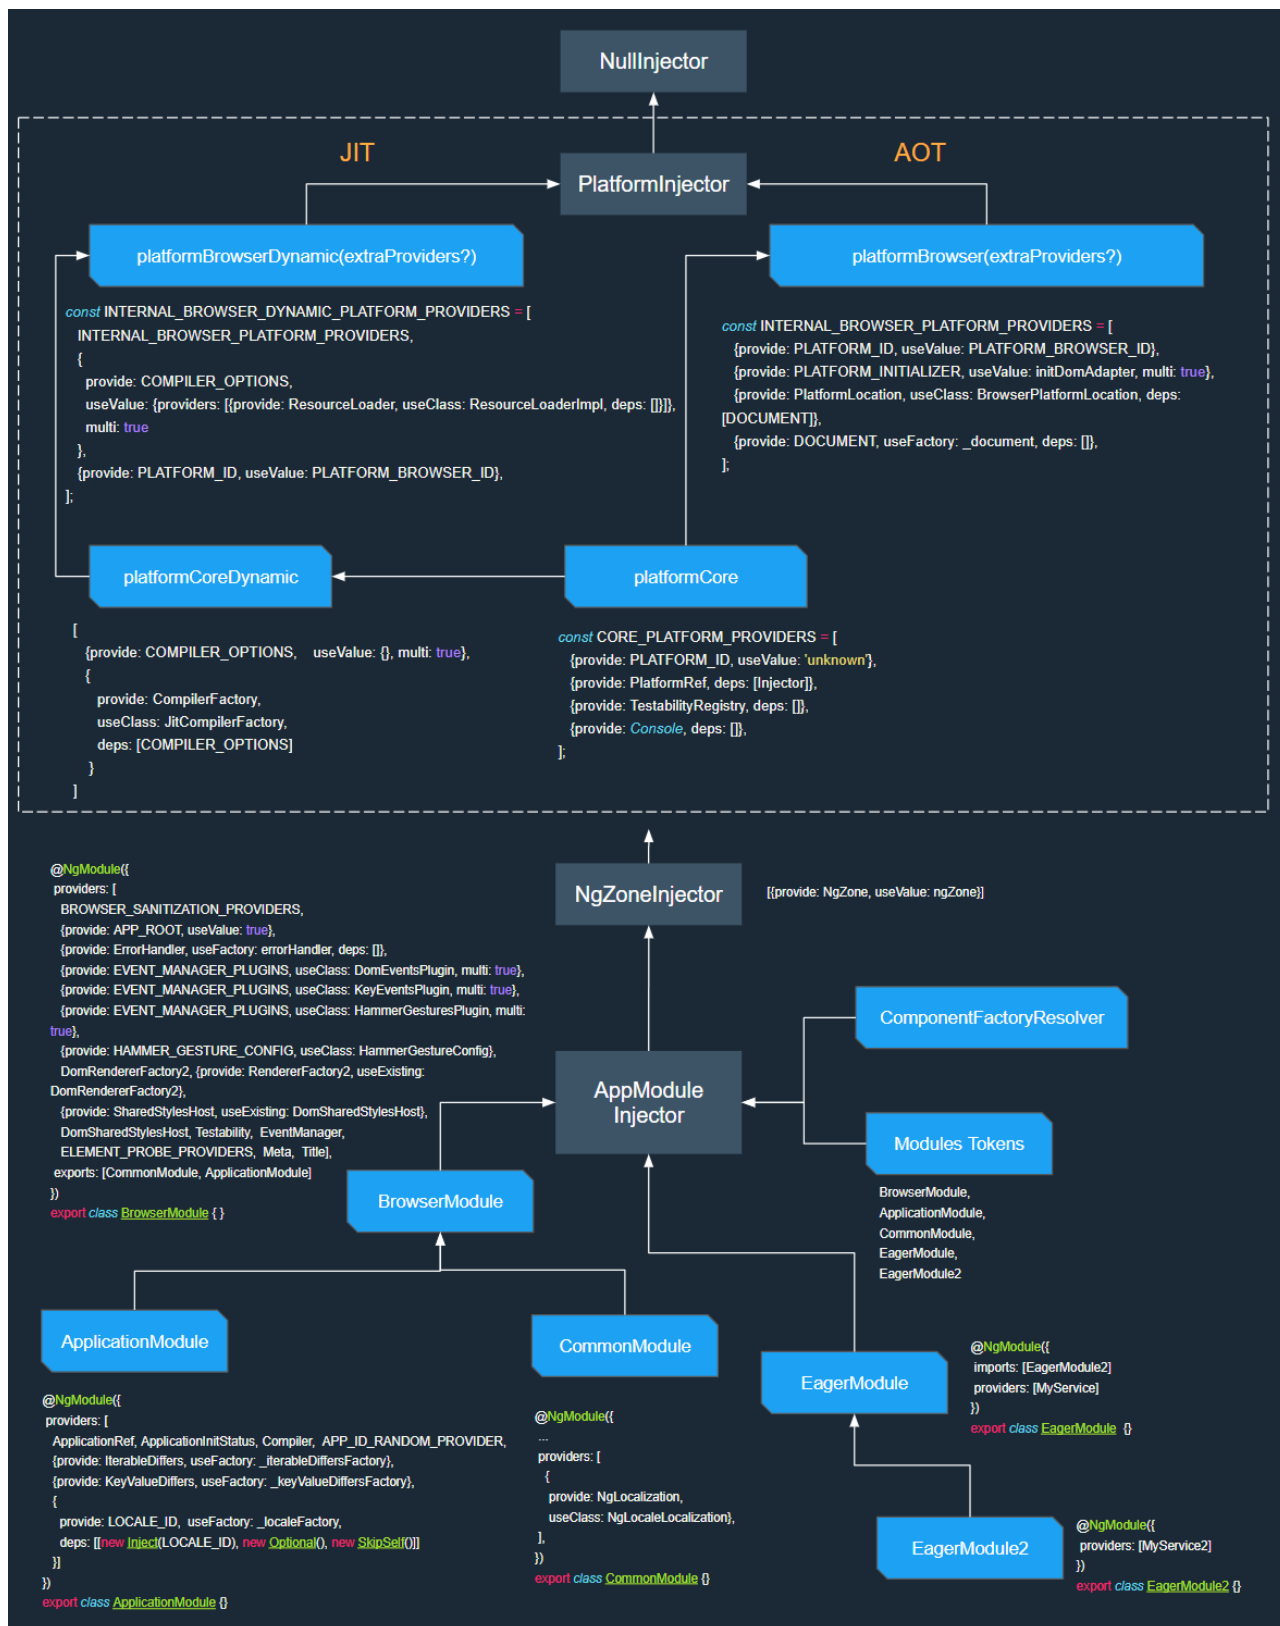 NullInjector
JIT
AOT
PlatformInjector
platformBrowserDynamic(extraProviders?)
platformBrowser(extraProviders?)
const INTERNAL_BROWSER_DYNAMIC_PLATFORM_PROVIDERS = [
INTERNAL_BROWSER_PLATFORM_PROVIDERS,
{
provide: COMPILER_OPTIONS,
useValue: {providers: [{provide: ResourceLoader, useClass: ResourceLoaderImpl, deps: []}]},
multi: true
},
{provide: PLATFORM_ID, useValue: PLATFORM_BROWSER_ID},
];
const INTERNAL_BROWSER_PLATFORM_PROVIDERS = [
{provide: PLATFORM_ID, useValue: PLATFORM_BROWSER_ID},
{provide: PLATFORM_INITIALIZER, useValue: initDomAdapter, multi: true},
{provide: PlatformLocation, useClass: BrowserPlatformLocation, deps:
[DOCUMENT]},
{provide: DOCUMENT, useFactory: _document, deps: []},
];
platformCoreDynamic
platformCore
[
{provide: COMPILER_OPTIONS, useValue: {}, multi: true},
{
provide: CompilerFactory,
useClass: JitCompilerFactory,
deps: [COMPILER_OPTIONS]
}
]
const CORE_PLATFORM_PROVIDERS = [
{provide: PLATFORM_ID, useValue: 'unknown'},
{provide: PlatformRef, deps: [Injector]},
{provide: TestabilityRegistry, deps: []},
{provide: Console, deps: []},
];
NgZoneInjector
[{provide: NgZone, useValue: ngZone}]
@NgModule({
providers: [
BROWSER_SANITIZATION_PROVIDERS,
{provide: APP_ROOT, useValue: true},
{provide: ErrorHandler, useFactory: errorHandler, deps: []},
{provide: EVENT_MANAGER_PLUGINS, useClass: DomEventsPlugin, multi: true},
{provide: EVENT_MANAGER_PLUGINS, useClass: KeyEventsPlugin, multi: true},
{provide: EVENT_MANAGER_PLUGINS, useClass: HammerGesturesPlugin, multi:
true},
{provide: HAMMER_GESTURE_CONFIG, useClass: HammerGestureConfig},
DomRendererFactory2, {provide: RendererFactory2, useExisting:
DomRendererFactory2},
{provide: SharedStylesHost, useExisting: DomSharedStylesHost},
DomSharedStylesHost, Testability, EventManager,
ELEMENT_PROBE_PROVIDERS, Meta, Title],
exports: [CommonModule, ApplicationModule]
})
export class BrowserModule { }
ComponentFactoryResolver
AppModule
Injector
Modules Tokens
BrowserModule,
ApplicationModule,
CommonModule,
EagerModule,
EagerModule2
BrowserModule
ApplicationModule
CommonModule
EagerModule
@NgModule({
imports: [EagerModule2]
providers: [MyService]
})
export class EagerModule {}
@NgModule({
providers: [
ApplicationRef, ApplicationInitStatus, Compiler, APP_ID_RANDOM_PROVIDER,
{provide: IterableDiffers, useFactory: _iterableDiffersFactory},
{provide: KeyValueDiffers, useFactory: _keyValueDiffersFactory},
{
provide: LOCALE_ID, useFactory: _localeFactory,
deps: [[new Inject(LOCALE_ID), new Optional(), new SkipSelf()]]
}]
})
export class ApplicationModule {}
@NgModule({
...
providers: [
{
provide: NgLocalization,
useClass: NgLocaleLocalization},
],
})
export class CommonModule {}
EagerModule2
@NgModule({
providers: [MyService2]
})
export class EagerModule2 {}